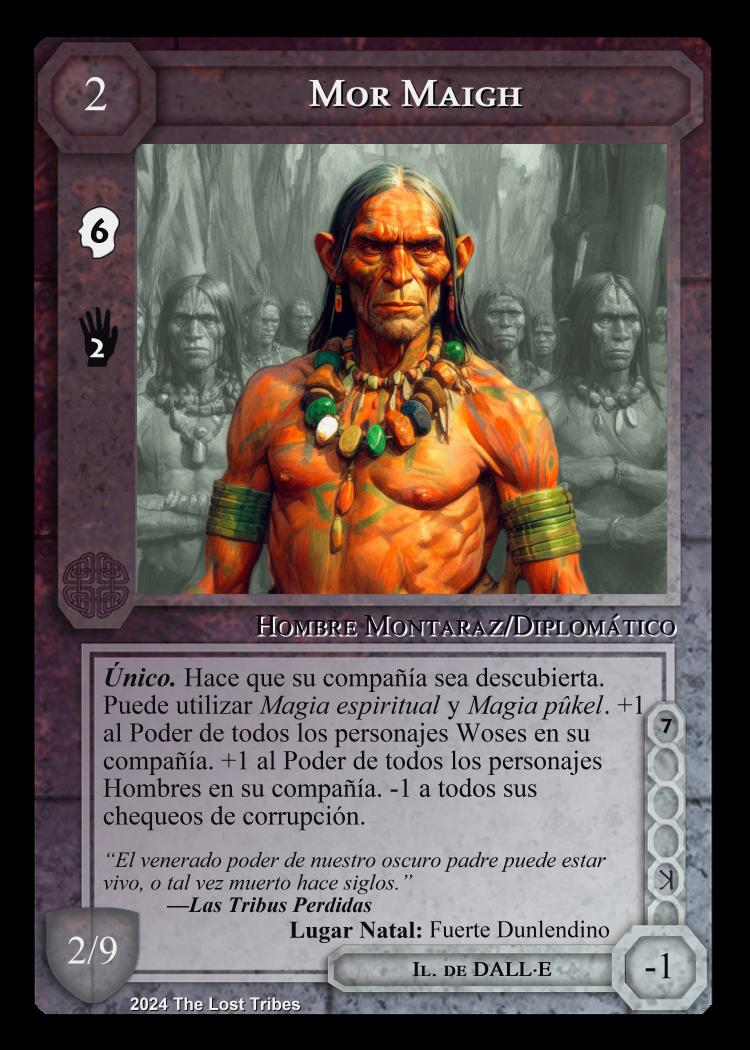 2
Mor Maigh
6
2
Hombre Montaraz/Diplomático
Único. Hace que su compañía sea descubierta.
Puede utilizar Magia espiritual y Magia pûkel. +1
al Poder de todos los personajes Woses en su
compañía. +1 al Poder de todos los personajes
Hombres en su compañía. -1 a todos sus
chequeos de corrupción.
7
“El venerado poder de nuestro oscuro padre puede estar
vivo, o tal vez muerto hace siglos.”
—Las Tribus Perdidas
Lugar Natal: Fuerte Dunlendino
2/9
Il. de DALL·E
-1
2024 The Lost Tribes